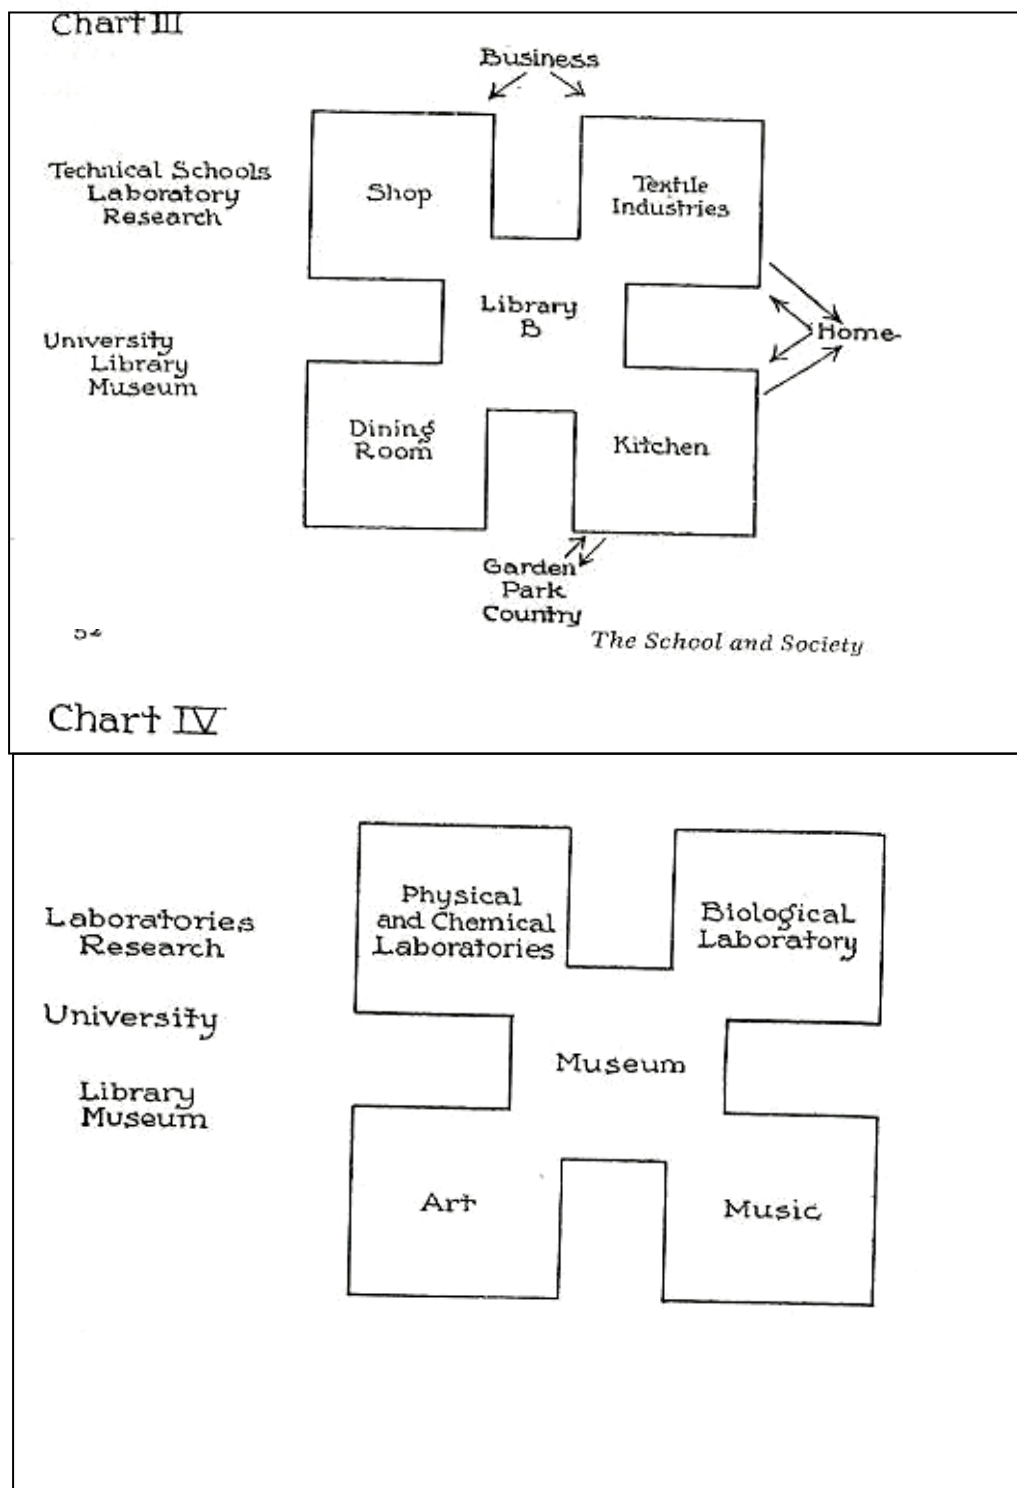 Chart III
Business
Technical Schools
Laboratory
Research
Shop
Textile
Industries
Library
B
Home
University
Library
Museum
Dining
Room
Kitchen
Garden
Park
Country
The School and Society
Chart IV
Laboratories
Research
Physical
and Chemical
Laboratories
Biological
Laboratory
University
Museum
Library
Museum
Art
Music